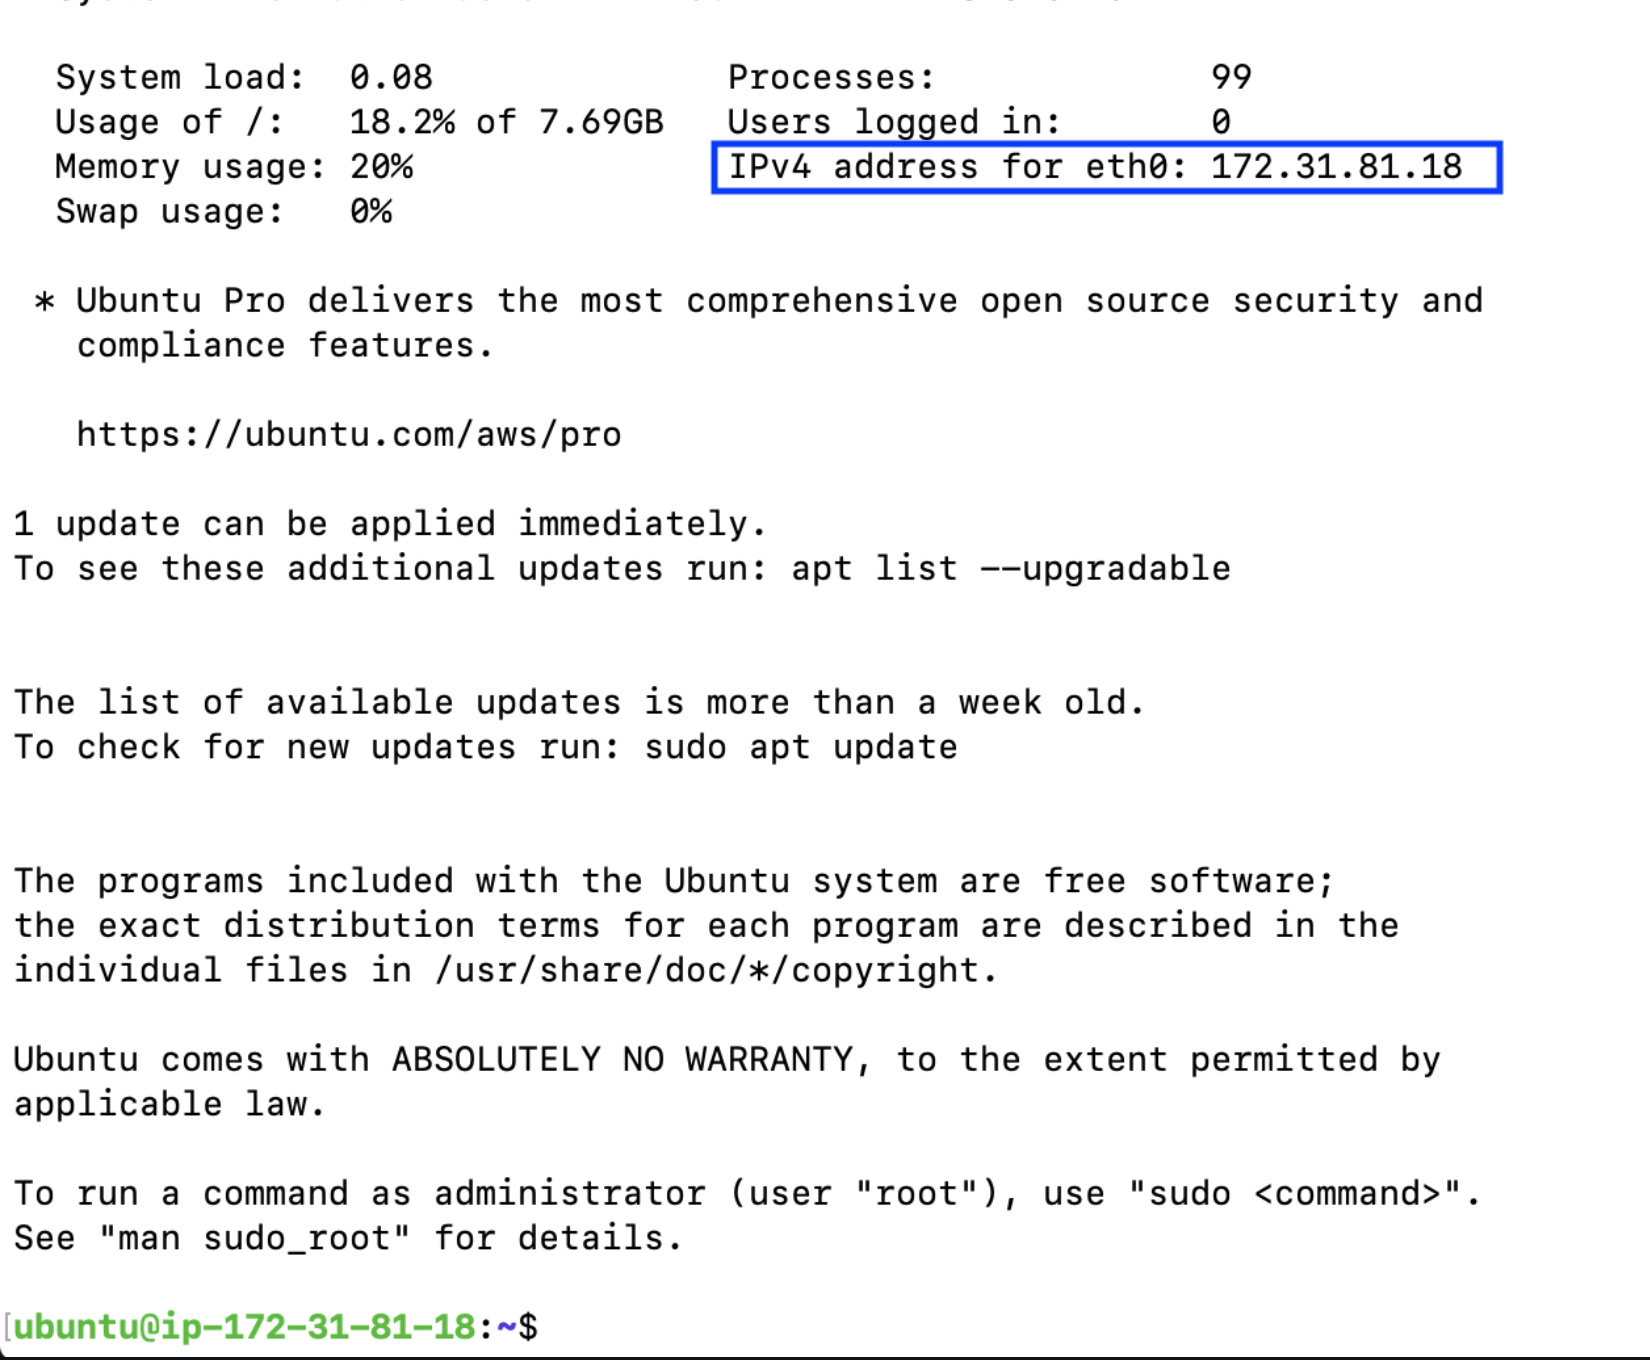 System load:  0.08              Processes:             99
Usage of /:   18.2% of 7.69GB   Users logged in:       0
Memory usage: 20%               IPv4 address for eth0: 172.31.81.18
Swap usage:   0%
* Ubuntu Pro delivers the most comprehensive open source security and
compliance features.
https://ubuntu.com/aws/pro
1 update can be applied immediately.
To see these additional updates run: apt list --upgradable
The list of available updates is more than a week old.
To check for new updates run: sudo apt update
The programs included with the Ubuntu system are free software;
the exact distribution terms for each program are described in the
individual files in /usr/share/doc/*/copyright.
Ubuntu comes with ABSOLUTELY NO WARRANTY, to the extent permitted by
applicable law.
To run a command as administrator (user "root"), use "sudo <command>".
See "man sudo_root" for details.
[ubuntu@ip-172-31-81-18:~$